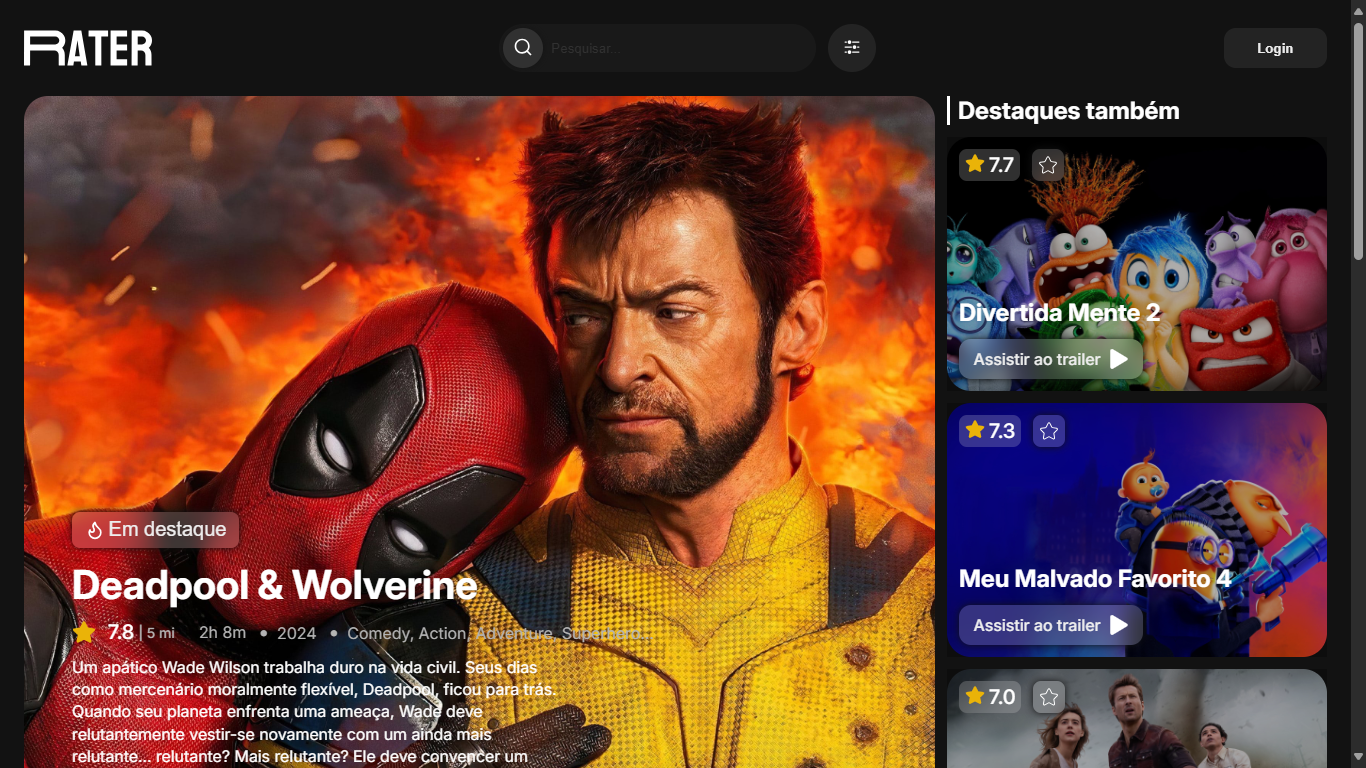 RATER
Pesquisar...
Login
Em destaque
Deadpool & Wolverine
7.8 | 5 mi 2h 8m • 2024 • Comedy, Action, Adventure, Superhero...
Um apático Wade Wilson trabalha duro na vida civil. Seus dias
como mercenário moralmente flexível, Deadpool, ficou para trás.
Quando seu planeta enfrenta uma ameaça, Wade deve
relutantemente vestir-se novamente com um ainda mais
relutante... relutante? Mais relutante? Ele deve convencer um
Destaques também
7.7
Divertida Mente 2
Assistir ao trailer
7.3
Meu Malvado Favorito 4
Assistir ao trailer
7.0